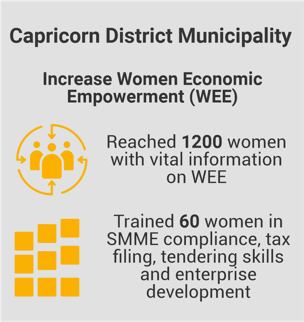 Capricorn District Municipality
Increase Women Economic
Empowerment (WEE)
Reached 1200 women
with vital information
on WEE
Trained 60 women in
SMME compliance, tax
filing, tendering skills
and enterprise
development